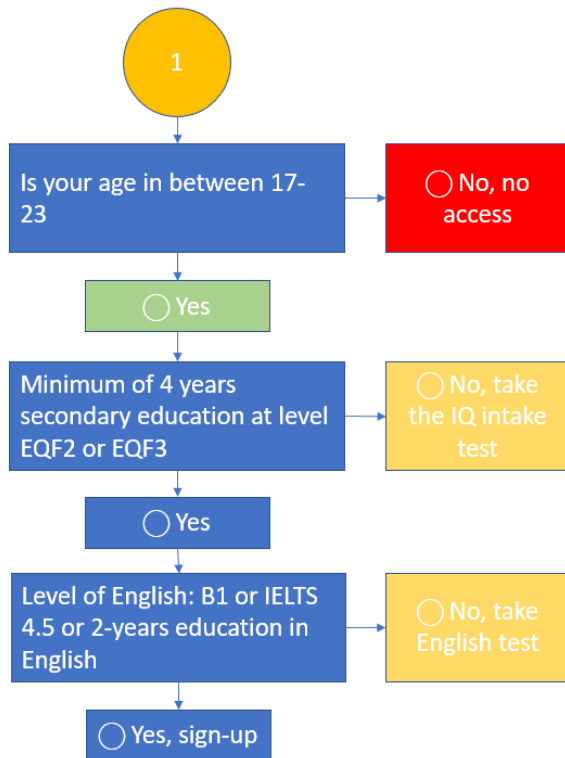 1
Is your age in between 17-
23
◯ No, no
access
◯ Yes
Minimum of 4 years
secondary education at level
EQF2 or EQF3
◯ No, take
the IQ intake
test
◯ Yes
Level of English: B1 or IELTS
4.5 or 2-years education in
English
◯ No, take
English test
◯ Yes, sign-up